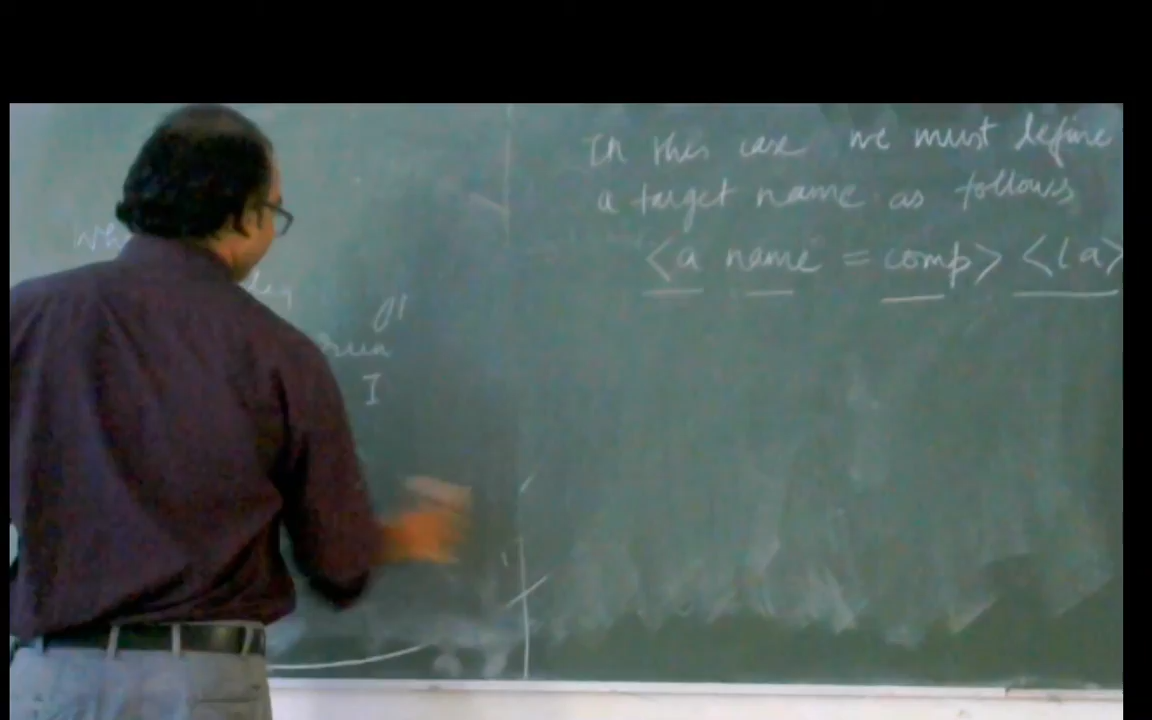 In this case we must define
a target name as follows
<a name = comp> </a>
I